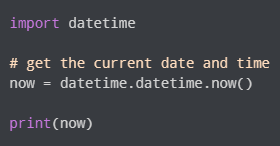 import datetime
# get the current date and time
now = datetime.datetime.now()
print(now)